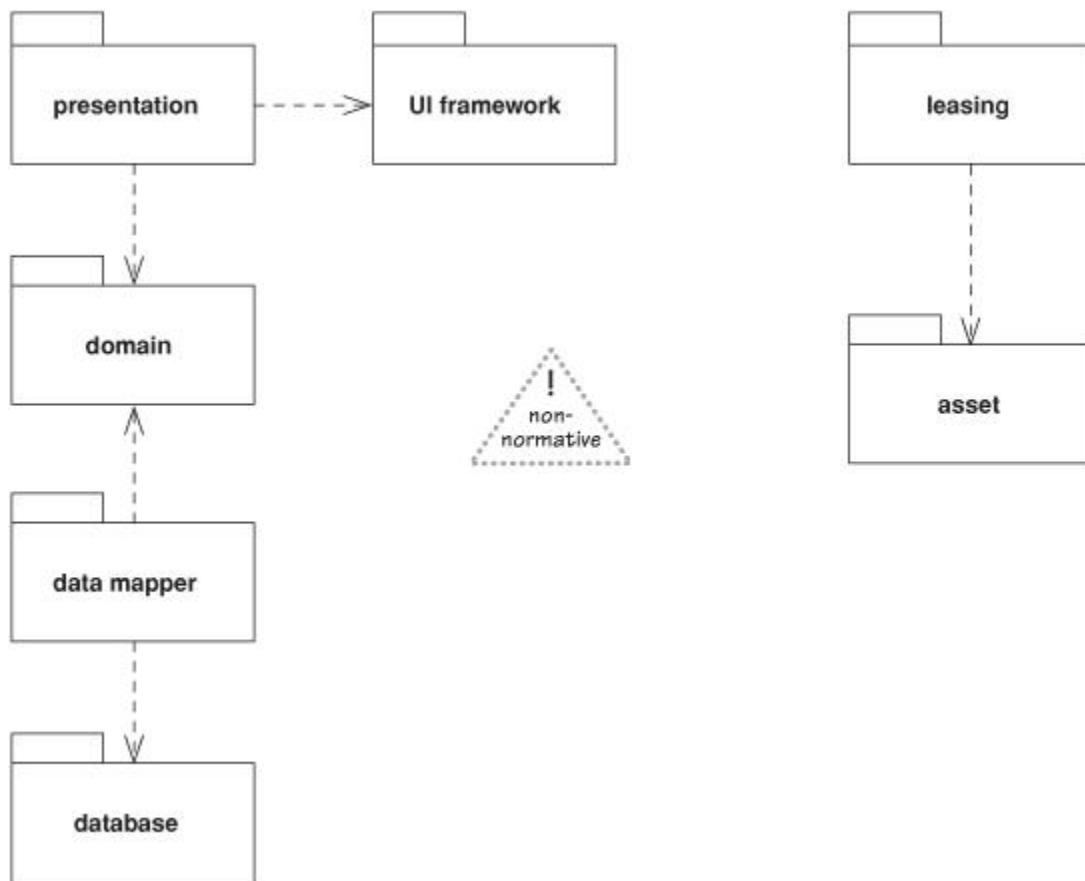 presentation
UI framework
leasing
domain
!
non-
normative
asset
data mapper
database